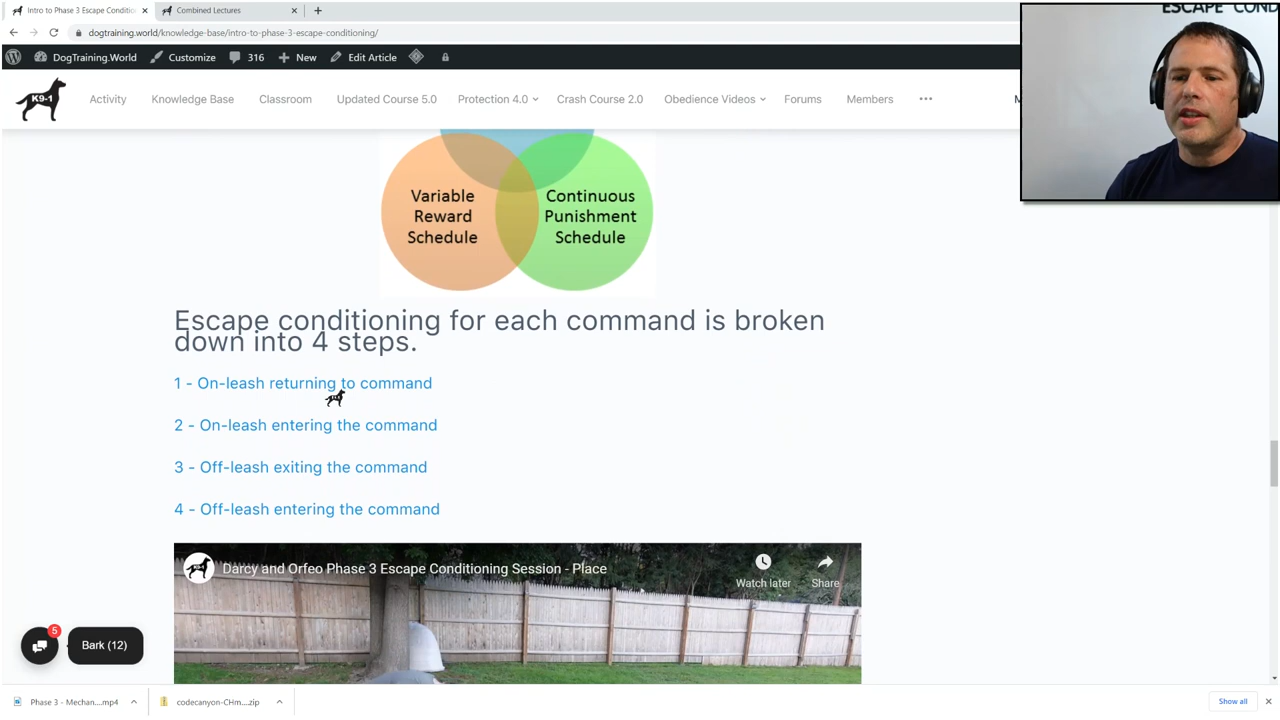 Intro to Phase 3 Escape Conditio
Combined Lectures
ESCAPE COND
dogtraining.world/knowledge-base/intro-to-phase-3-escape-conditioning/
DogTraining.World
Customize
316
New
Edit Article
K9-1
Activity
Knowledge Base
Classroom
Updated Course 5.0
Protection 4.0
Crash Course 2.0
Obedience Videos
Forums
Members
M
Variable
Reward
Schedule
Continuous
Punishment
Schedule
Escape conditioning for each command is broken
down into 4 steps.
1 - On-leash returning to command
2 - On-leash entering the command
3 - Off-leash exiting the command
4 - Off-leash entering the command
Darcy and Orfeo Phase 3 Escape Conditioning Session - Place
Watch later
Share
5
Bark (12)
Phase 3 - Mechan....mp4
codecanyon-CHm....zip
Show all